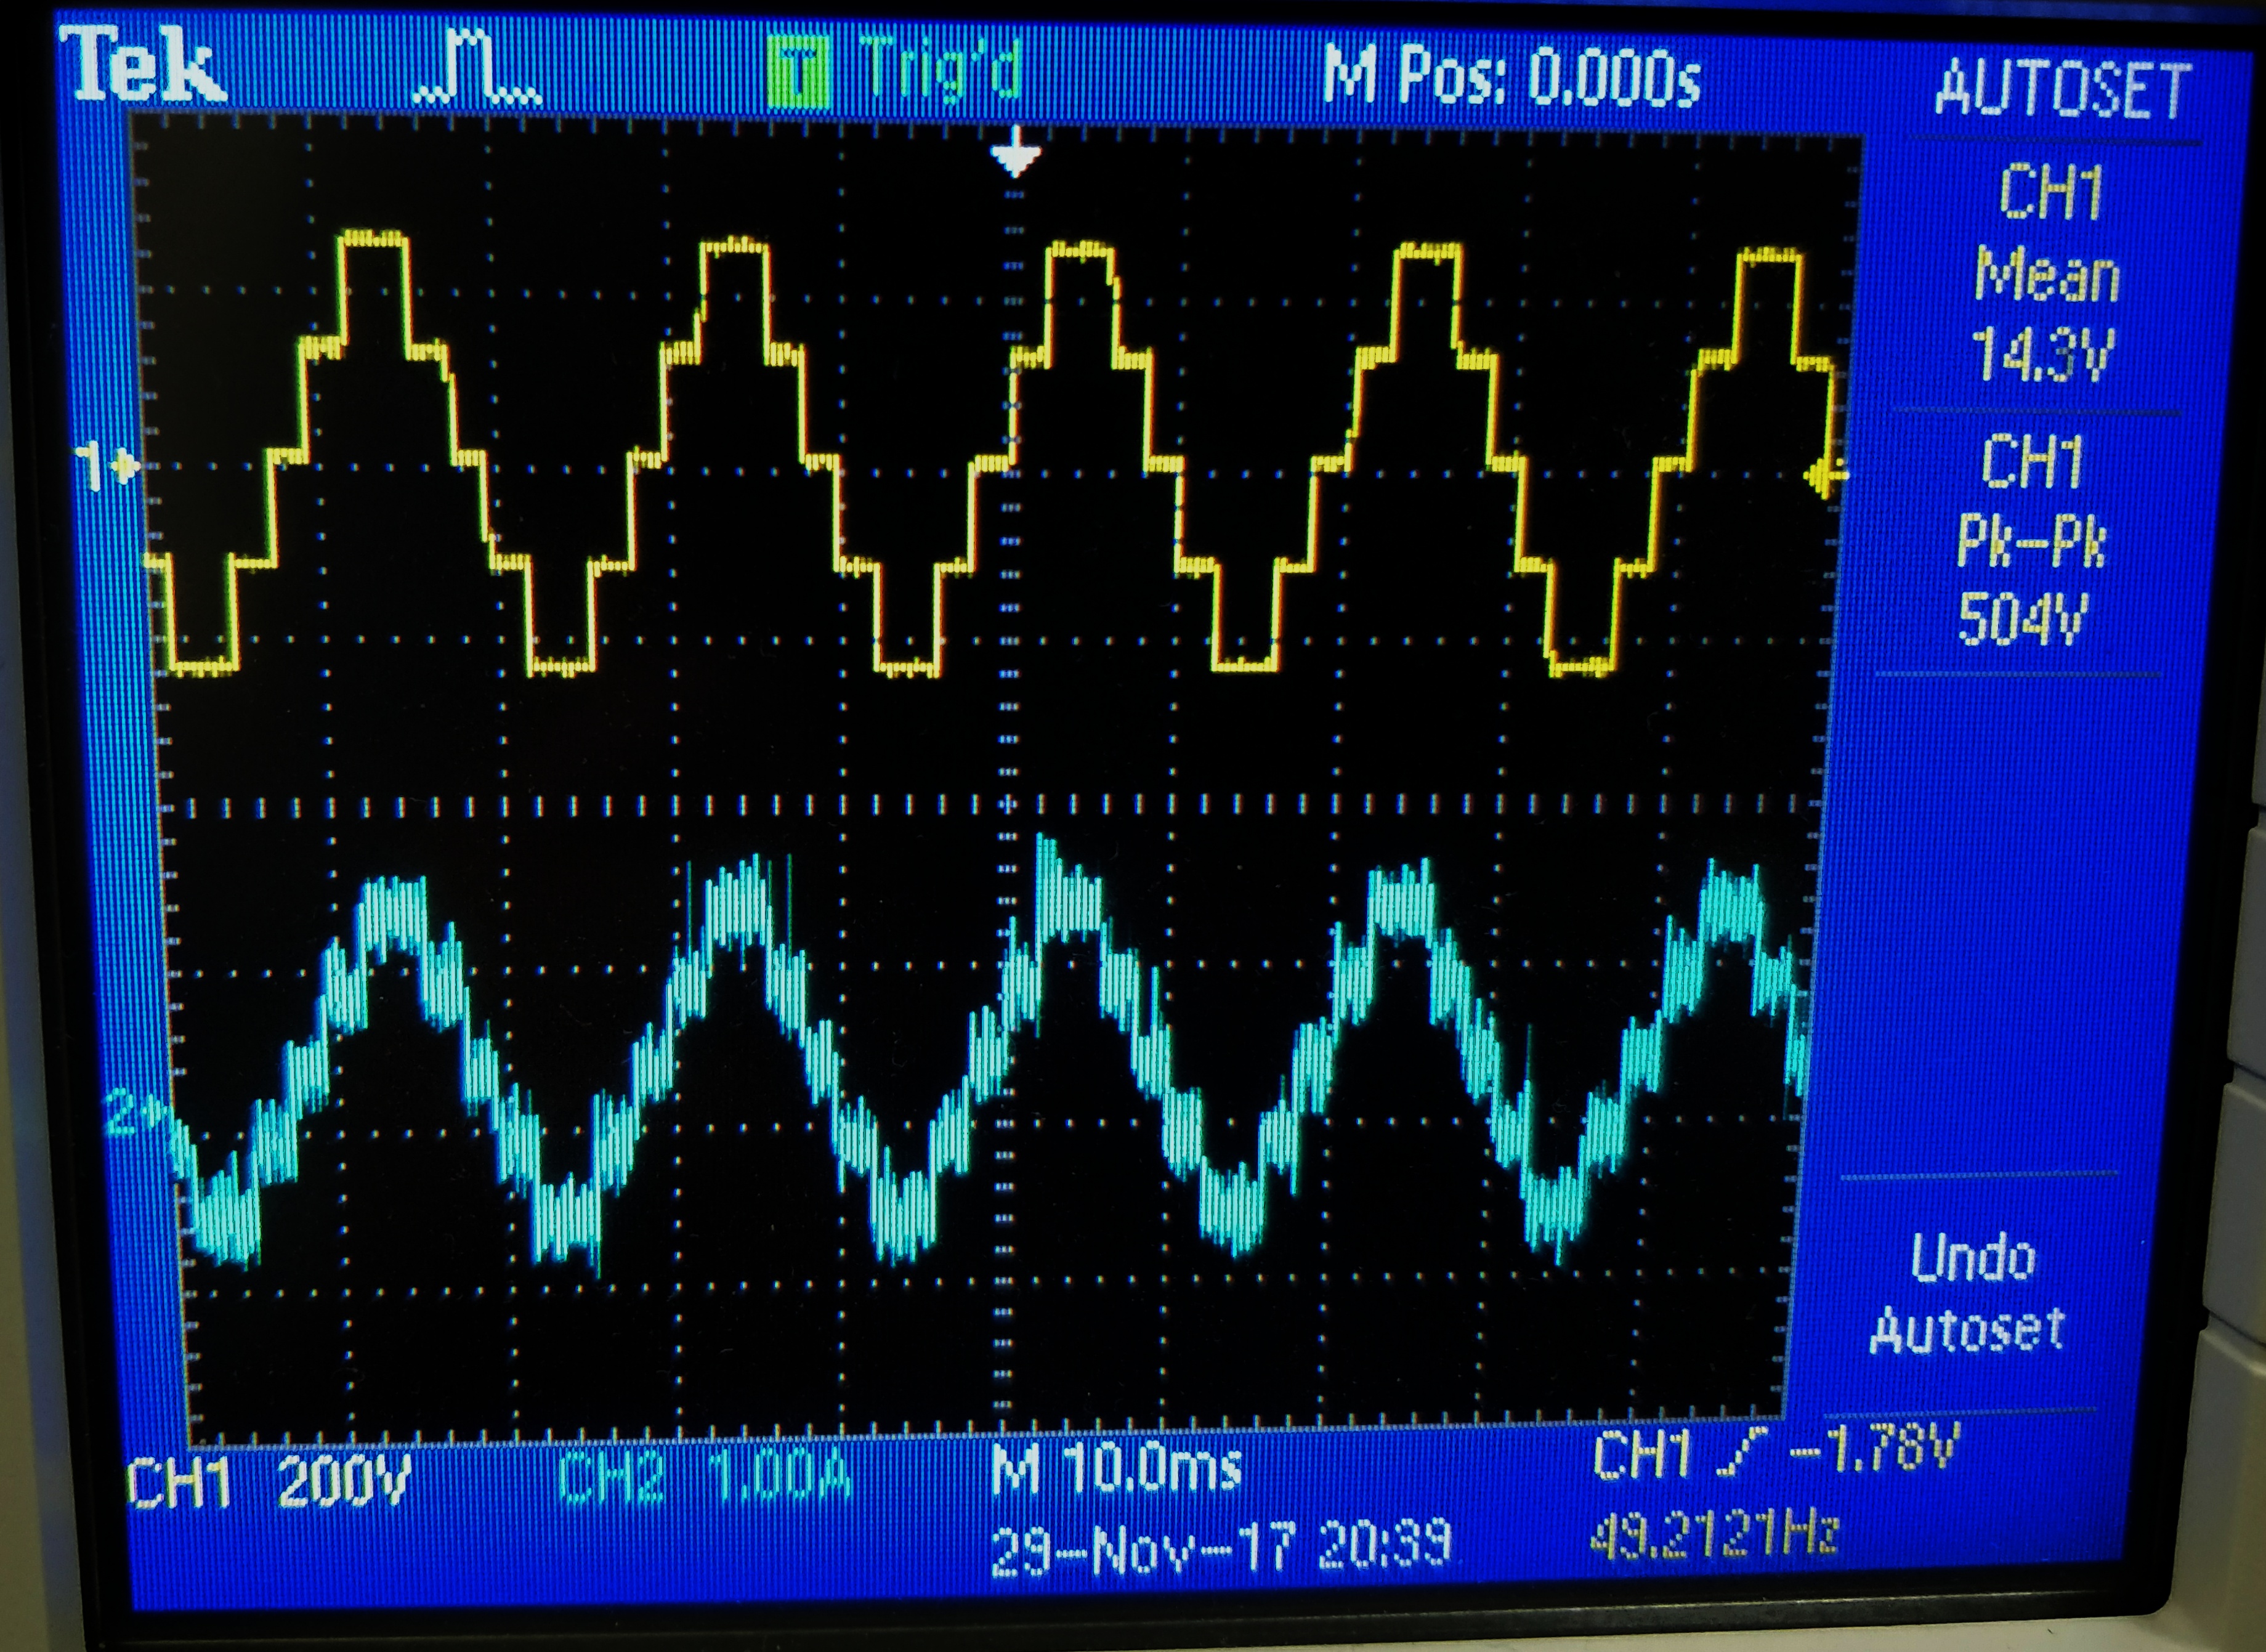 Tek T Trig'd M Pos: 0.000s AUTOSET
CH1
Mean
14.3V
CH1
Pk-Pk
504V
1
2
Undo
Autoset
CH1 200V CH2 1.00A M 10.0ms CH1 -1.78V
29-Nov-17 20:39 49.2121Hz